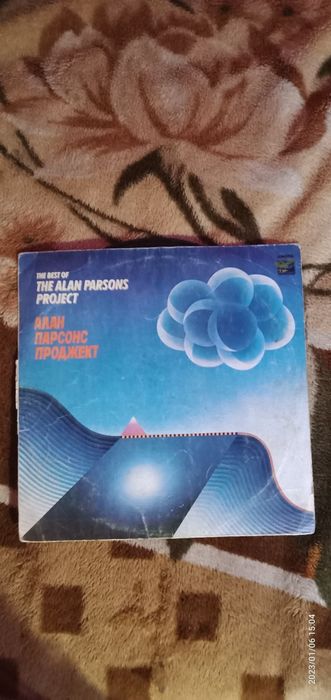 THE BEST OF
THE ALAN PARSONS
PROJECT
АЛАН
ПАРСОНС
ПРОДЖЕКТ
2023/01/06 15:04